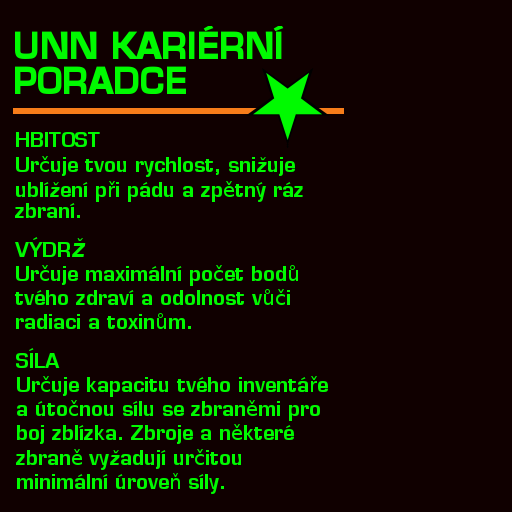 UNN KARIÉRNÍ
PORADCE
HBITOST
Určuje tvou rychlost, snižuje
ublížení při pádu a zpětný ráz
zbraní.
VÝDRŽ
Určuje maximální počet bodů
tvého zdraví a odolnost vůči
radiaci a toxinům.
SÍLA
Určuje kapacitu tvého inventáře
a útočnou sílu se zbraněmi pro
boj zblízka. Zbroje a některé
zbraně vyžadují určitou
minimální úroveň síly.